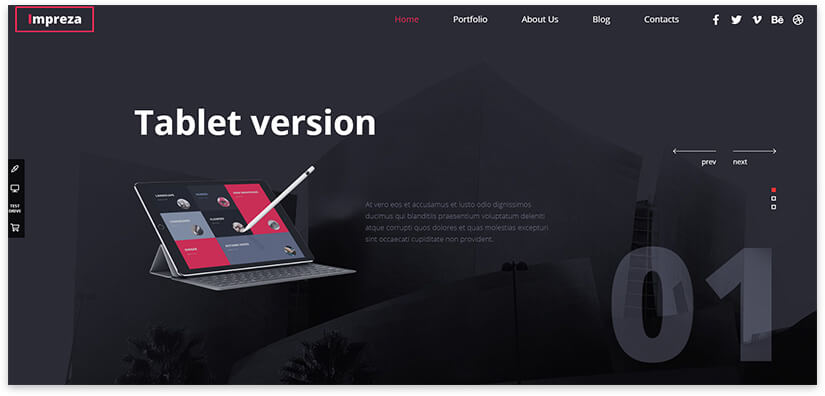 Impreza
Home Portfolio About Us Blog Contacts
Tablet version
prev next
TEST
DRIVE
At vero eos et accusamus et iusto odio dignissimos
ducimus qui blanditiis praesentium voluptatum deleniti
atque corrupti quos dolores et quas molestias excepturi
sint occaecati cupiditate non provident.
01